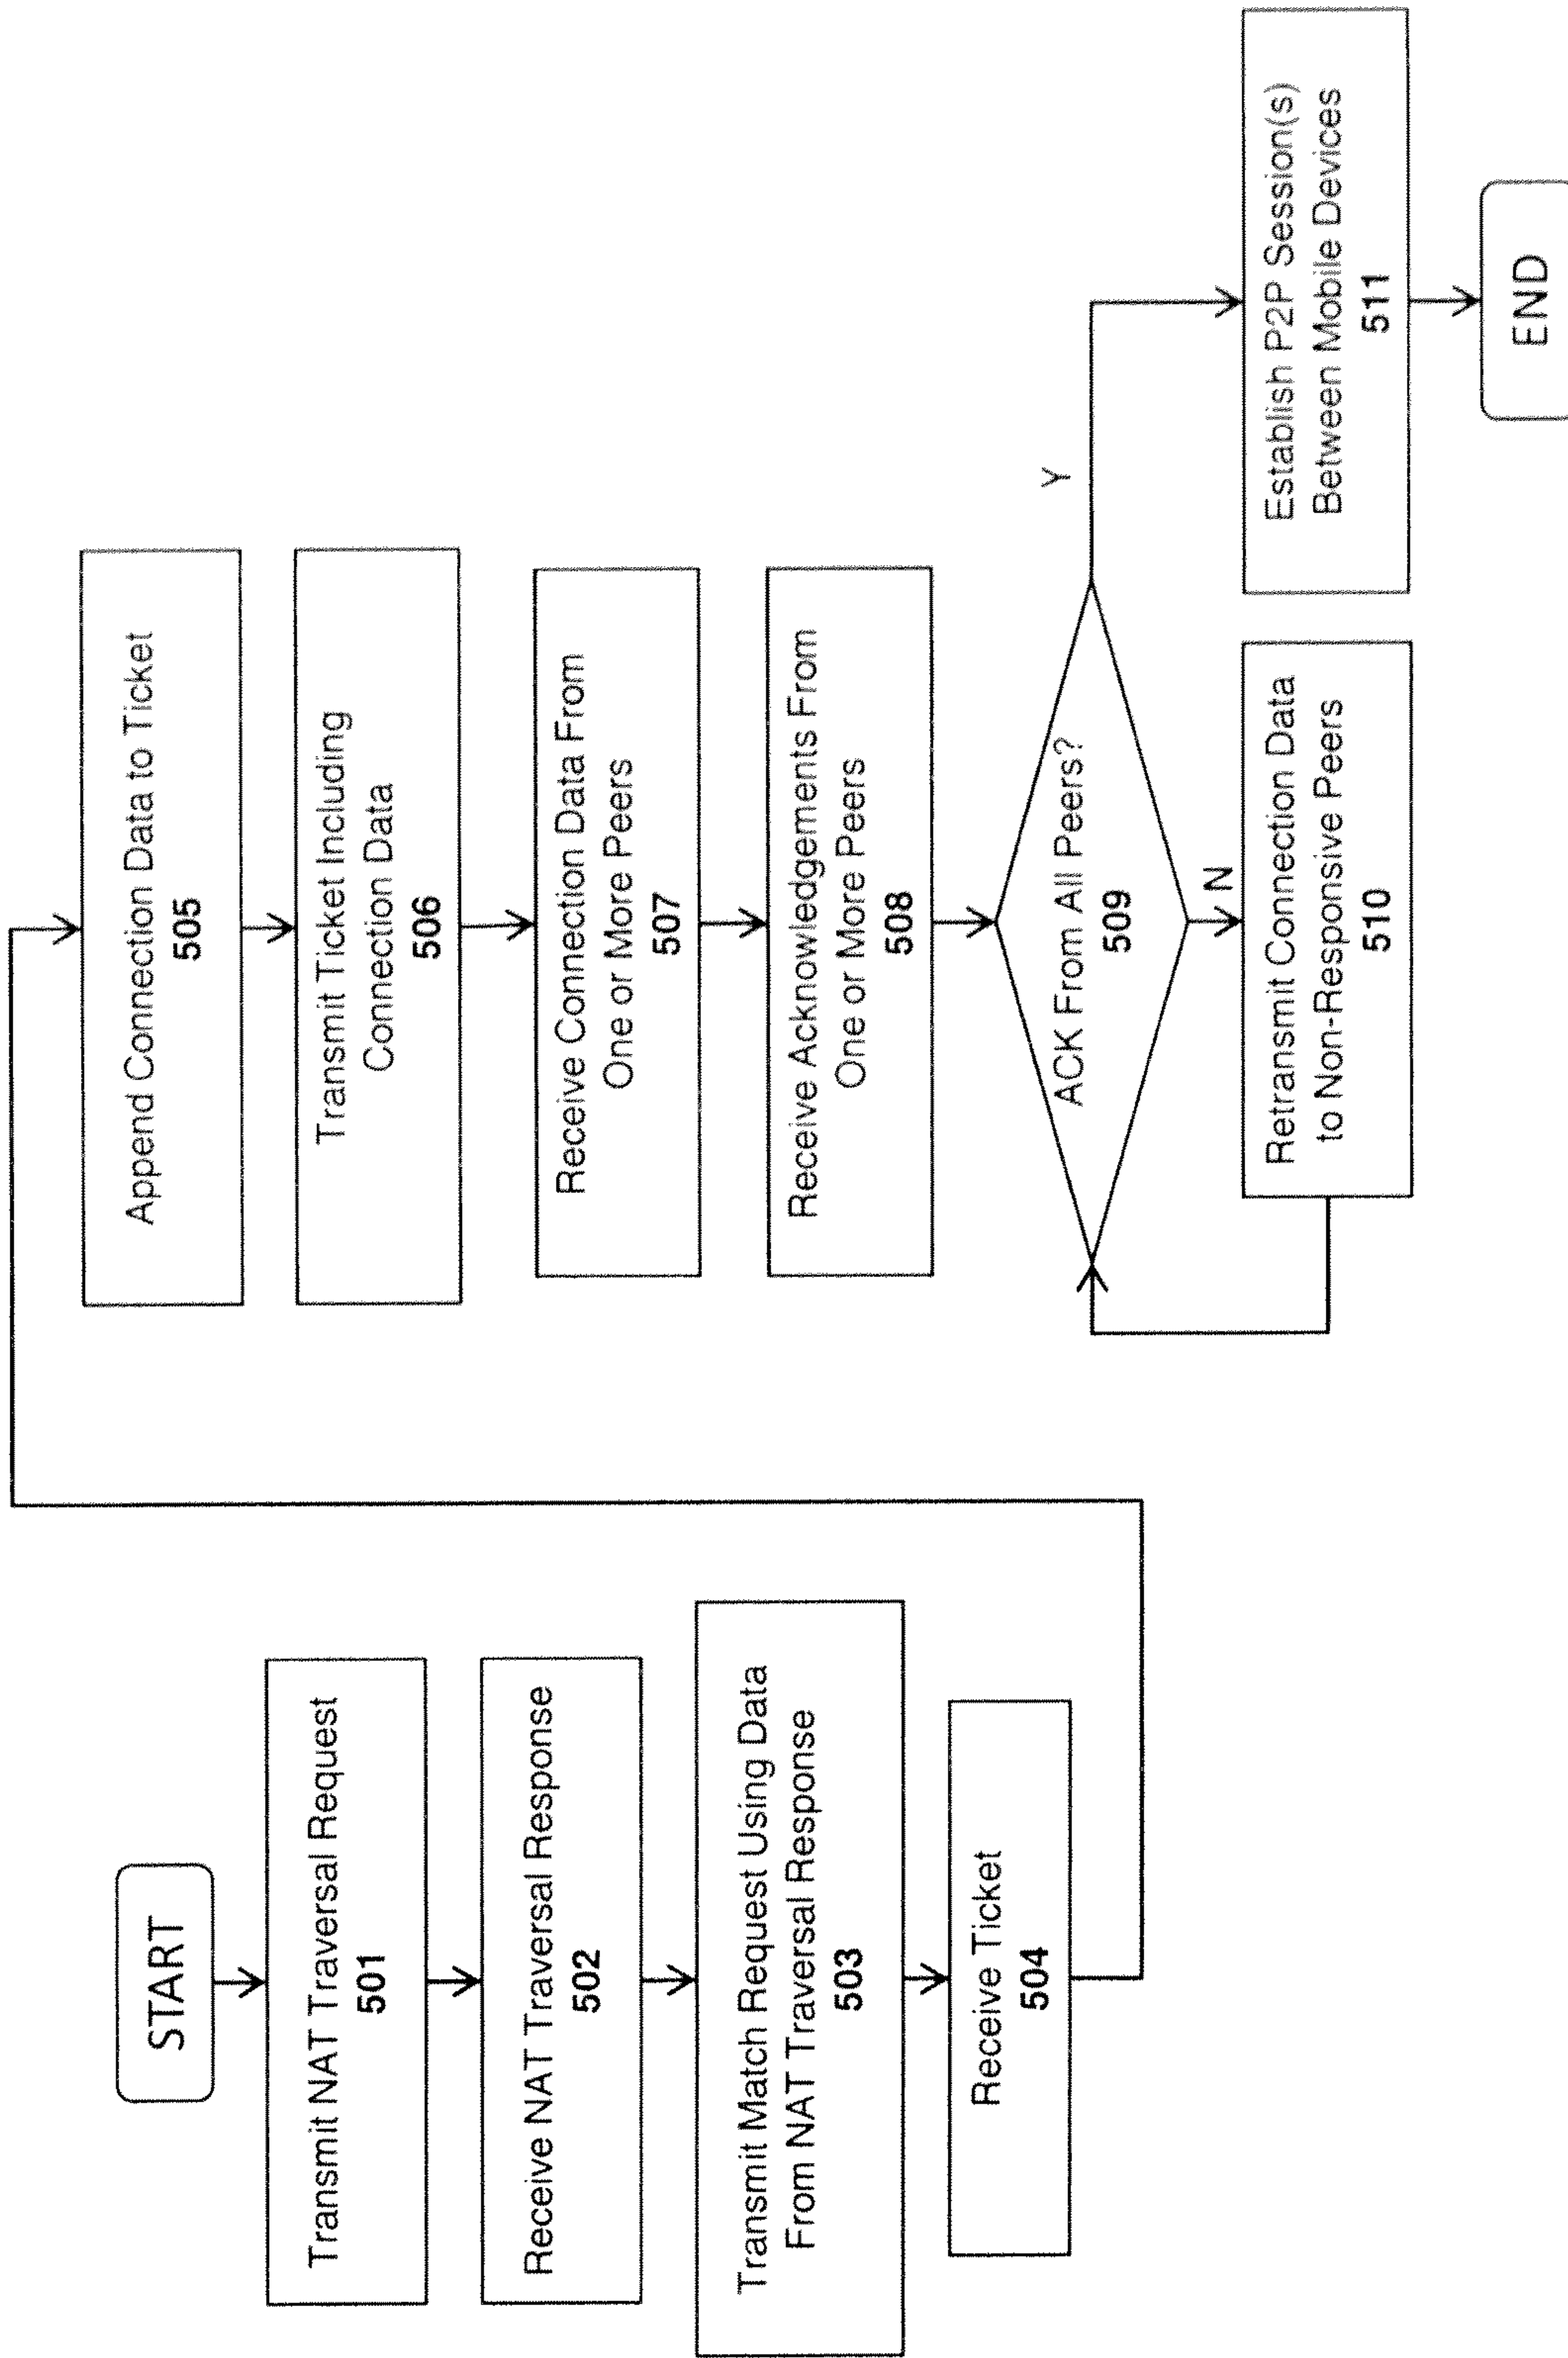 START
Transmit NAT Traversal Request
501
Receive NAT Traversal Response
502
Transmit Match Request Using Data
From NAT Traversal Response
503
Receive Ticket
504
Append Connection Data to Ticket
505
Transmit Ticket Including
Connection Data
506
Receive Connection Data From
One or More Peers
507
Receive Acknowledgements From
One or More Peers
508
ACK From All Peers?
509
Y
N
Retransmit Connection Data
to Non-Responsive Peers
510
Establish P2P Session(s)
Between Mobile Devices
511
END